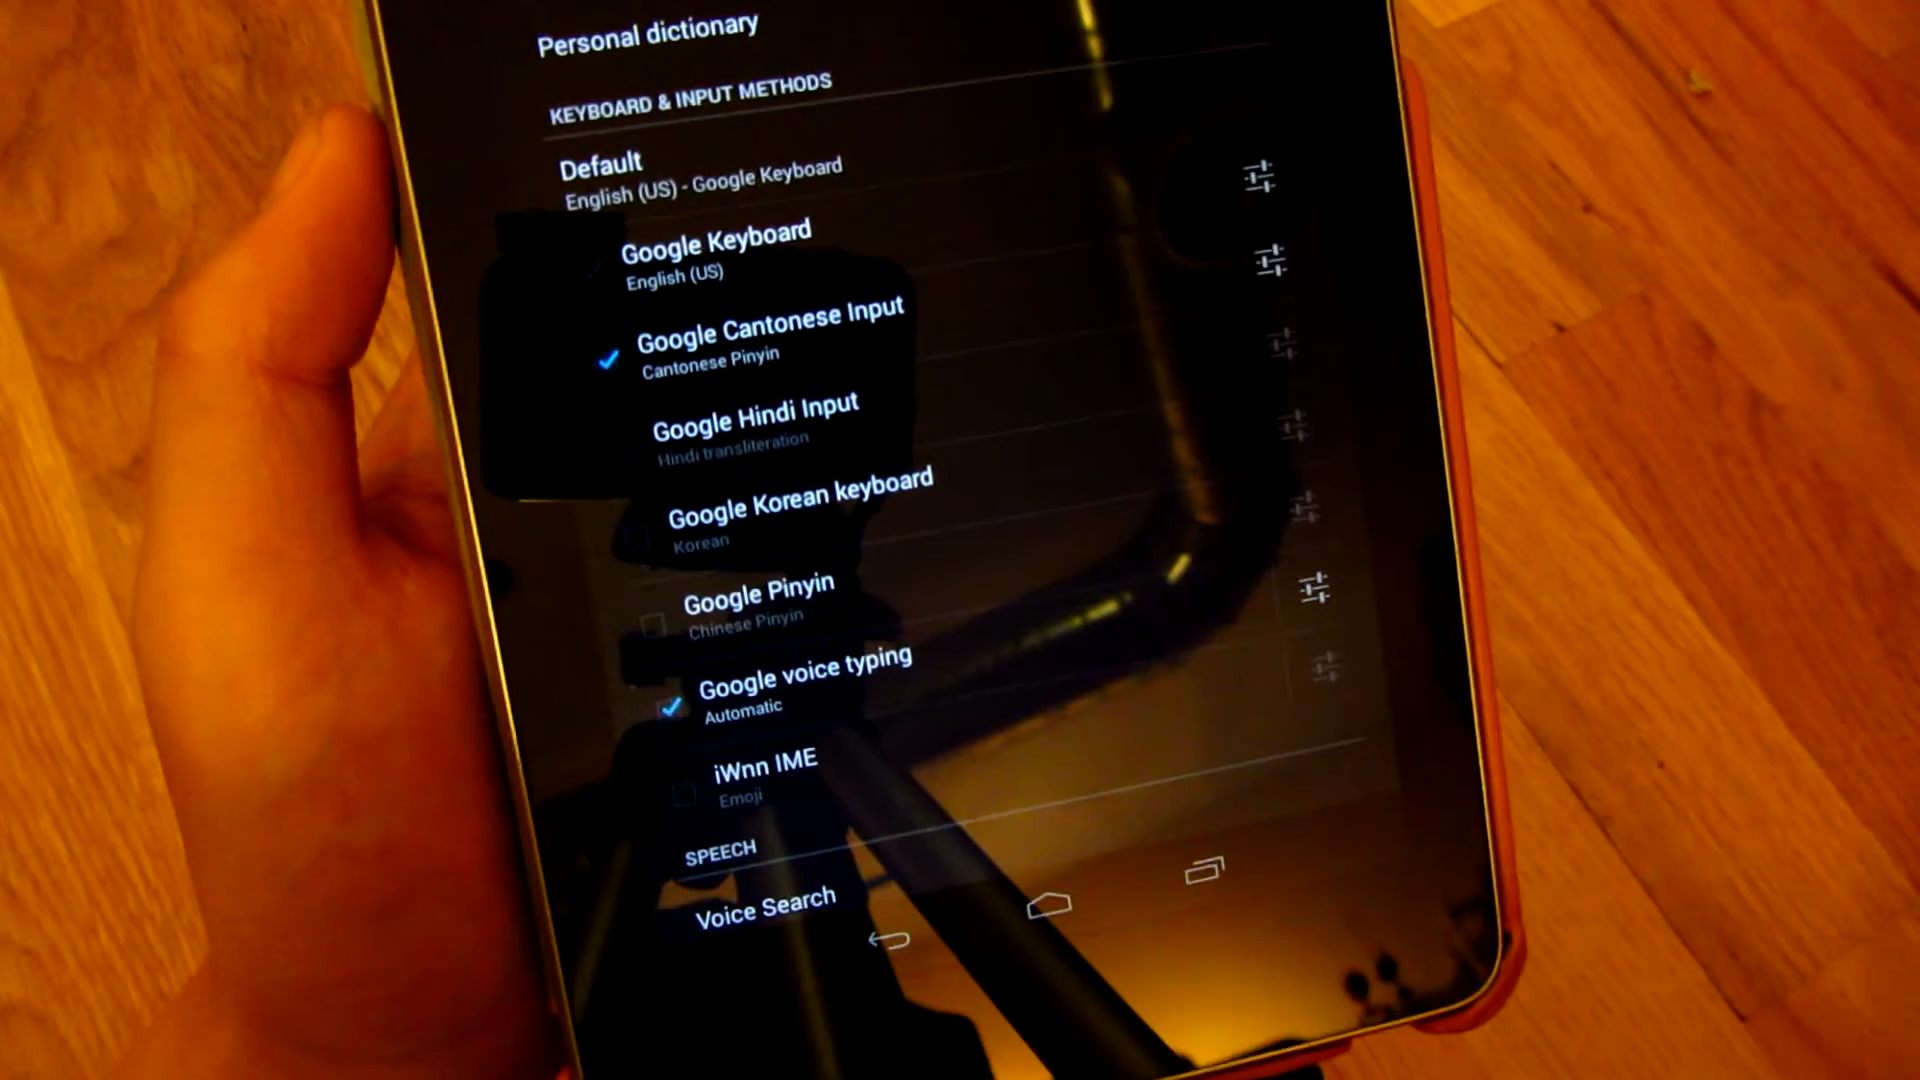 Personal dictionary
KEYBOARD & INPUT METHODS
Default
English (US) - Google Keyboard
Google Keyboard
English (US)
Google Cantonese Input
Cantonese Pinyin
Google Hindi Input
Hindi transliteration
Google Korean keyboard
Korean
Google Pinyin
Chinese Pinyin
Google voice typing
Automatic
iWnn IME
Emoji
SPEECH
Voice Search